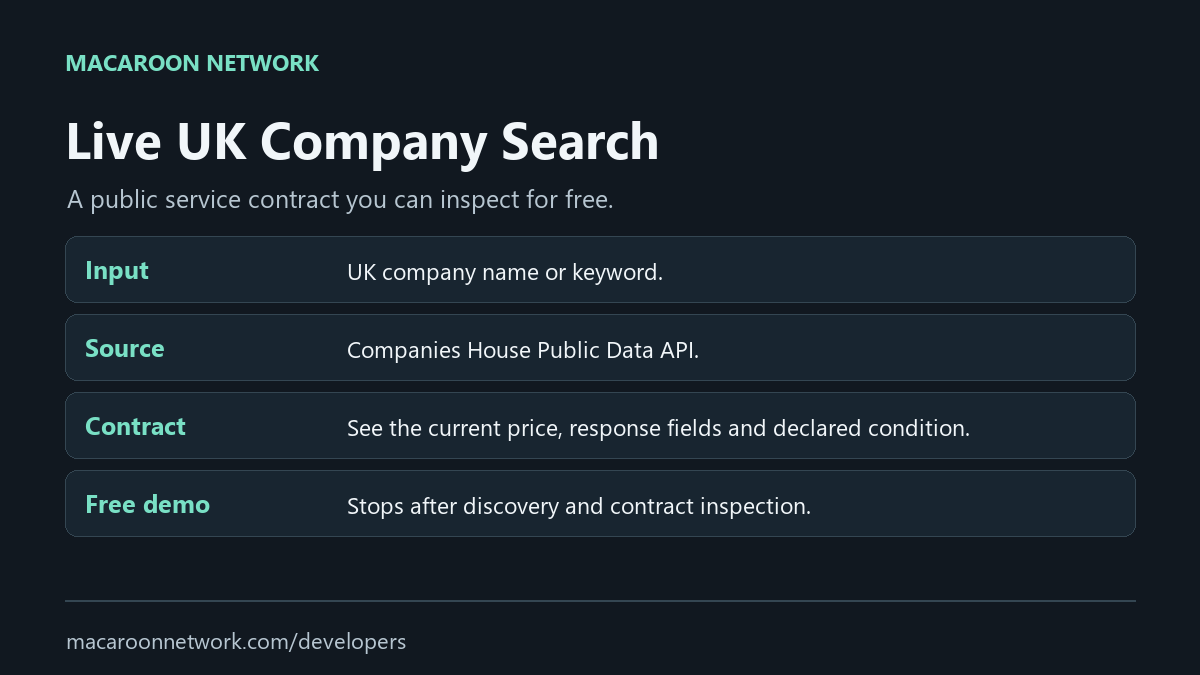 MACAROON NETWORK
Live UK Company Search
A public service contract you can inspect for free.
Input
UK company name or keyword.
Source
Companies House Public Data API.
Contract
See the current price, response fields and declared condition.
Free demo
Stops after discovery and contract inspection.
macaroonnetwork.com/developers